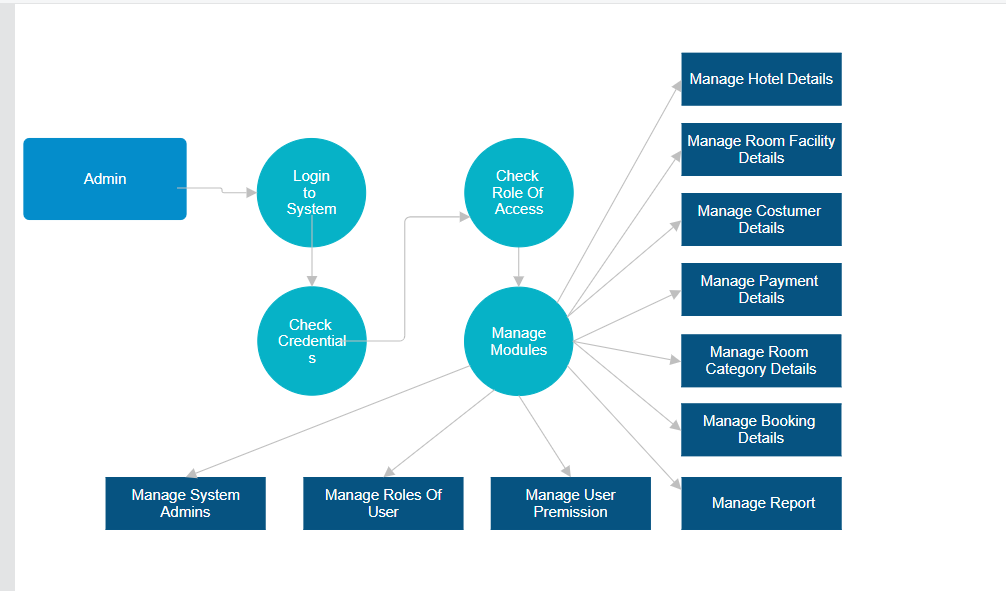 Admin
Login
to
System
Check
Credential
s
Check
Role Of
Access
Manage
Modules
Manage Hotel Details
Manage Room Facility
Details
Manage Costumer
Details
Manage Payment
Details
Manage Room
Category Details
Manage Booking
Details
Manage Report
Manage System
Admins
Manage Roles Of
User
Manage User
Premission